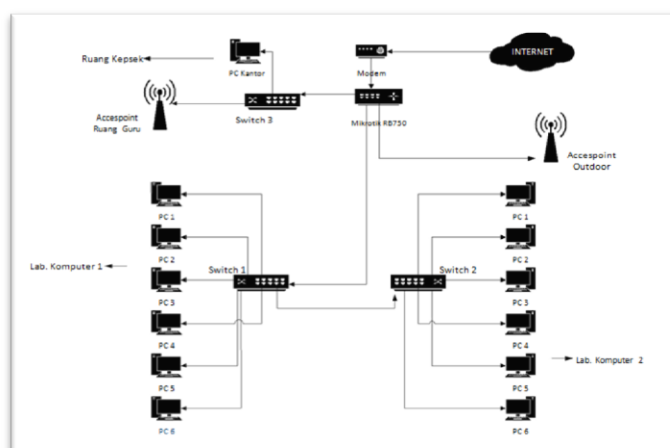 INTERNET
Ruang Kepsek
PC Kantor
Modem
Switch 3
Mikrotik RB750
Accespoint
Ruang Guru
Accespoint
Outdoor
PC 1
PC 2
PC 3
PC 4
PC 5
PC 6
Lab. Komputer 1
Switch 1
Switch 2
PC 1
PC 2
PC 3
PC 4
PC 5
PC 6
Lab. Komputer 2